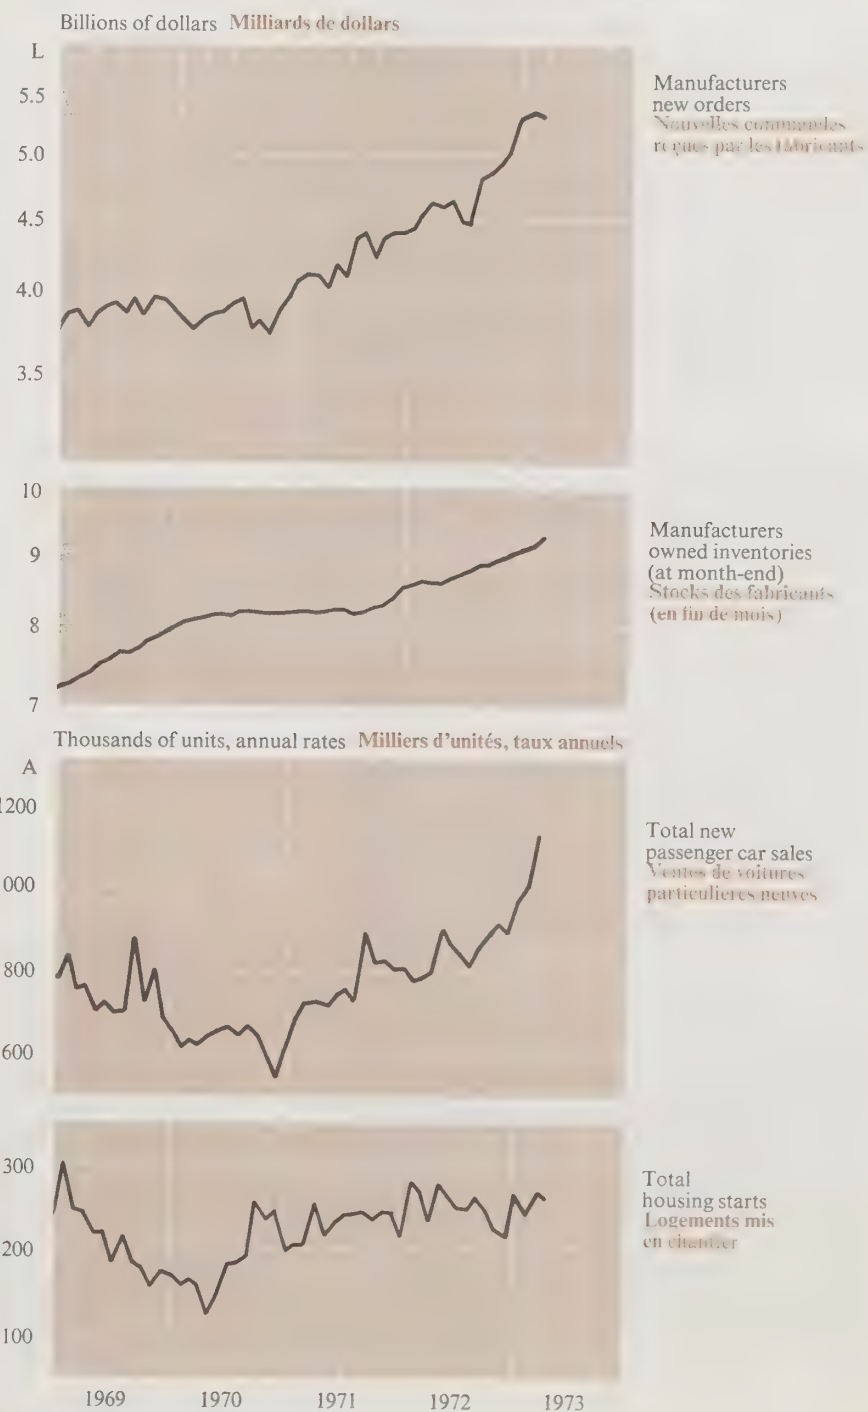 Billions of dollars Milliards de dollars
L
5.5
5.0
4.5
4.0
3.5
Manufacturers
new orders
Nouvelles commandes
reçues par les fabricants
10
9
8
7
Manufacturers
owned inventories
(at month-end)
Stocks des fabricants
(en fin de mois)
Thousands of units, annual rates Milliers d'unités, taux annuels
A
1200
000
800
600
Total new
passenger car sales
Ventes de voitures
particulieres neuves
300
200
100
Total
housing starts
Logements mis
en chantier
1969 1970 1971 1972 1973